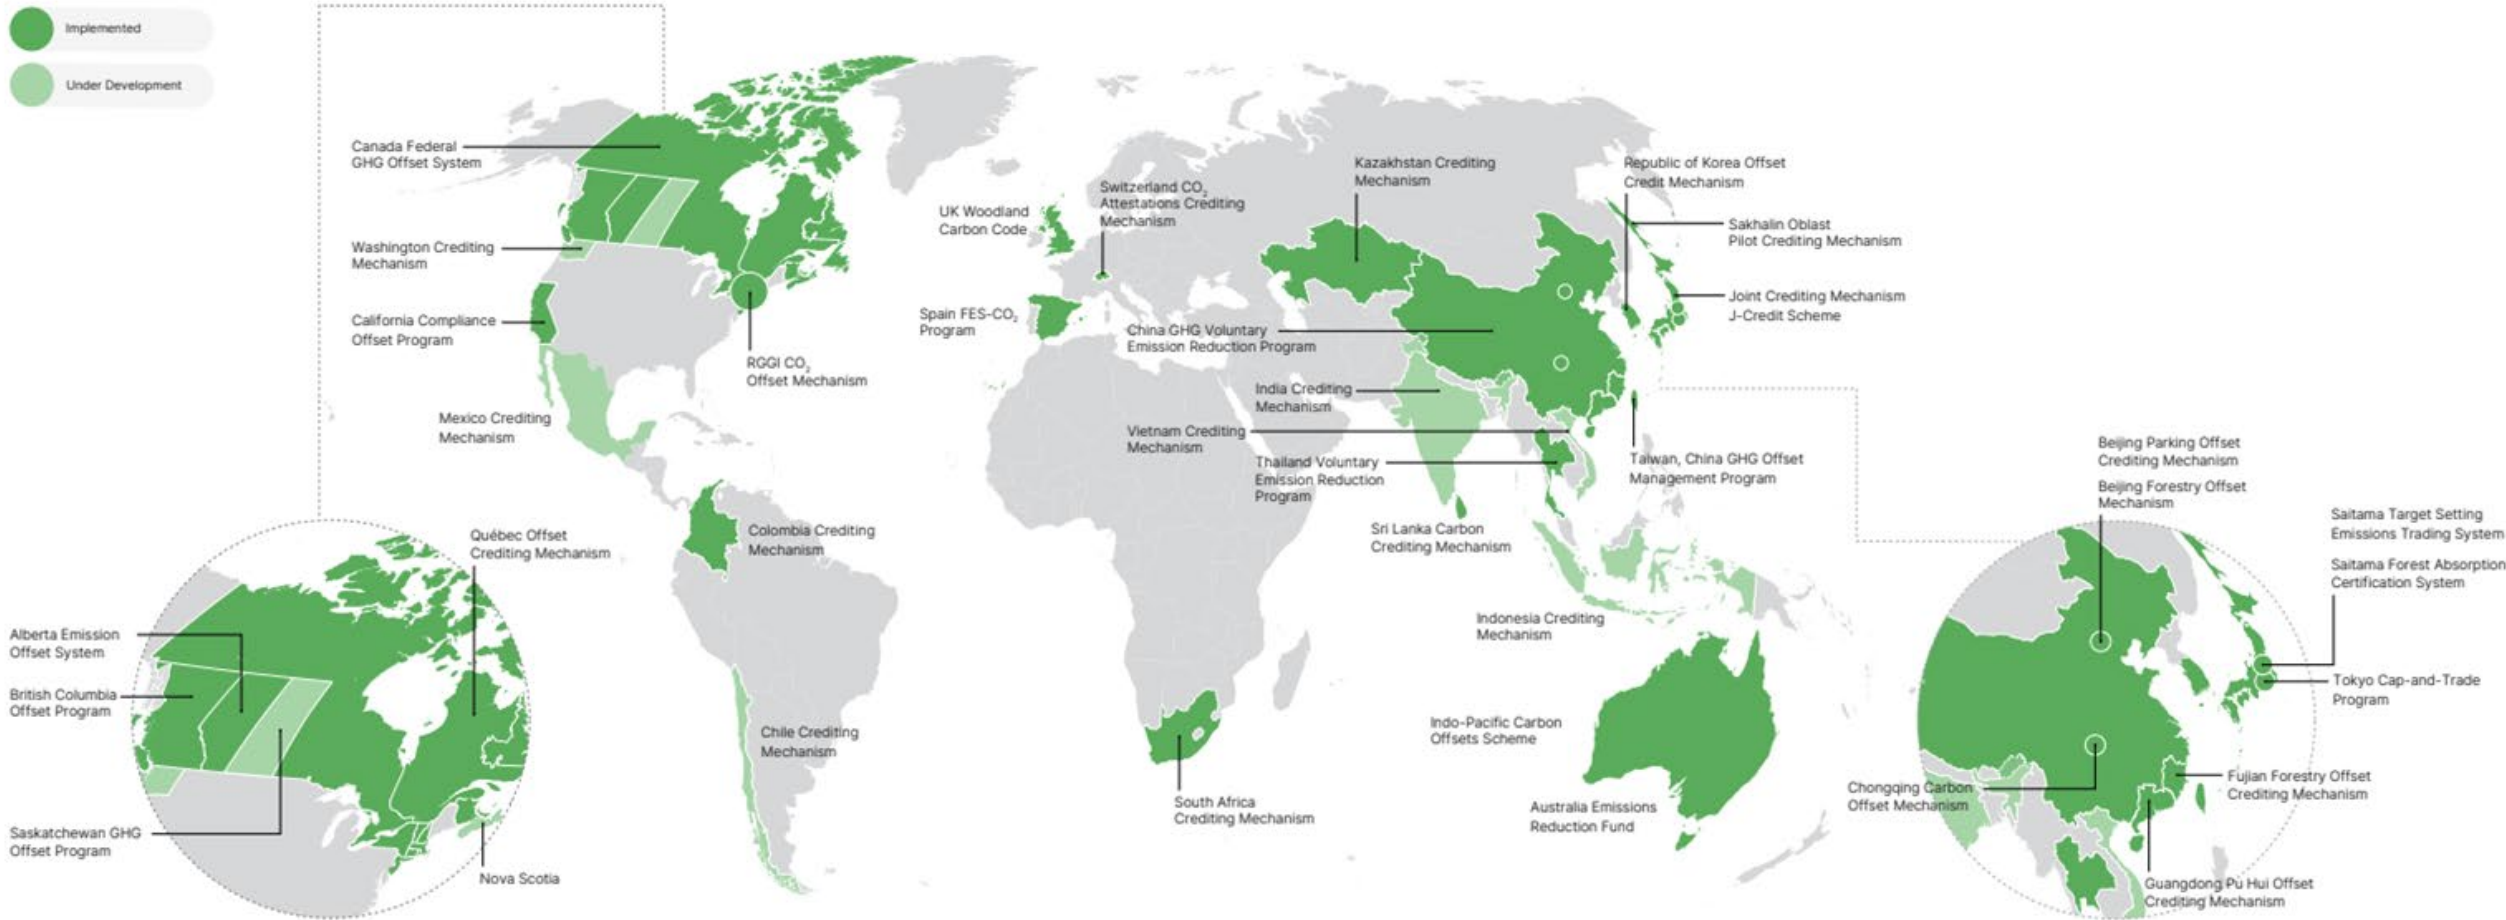 Implemented
Under Development
Canada Federal
GHG Offset System
Washington Crediting
Mechanism
California Compliance
Offset Program
Mexico Crediting
Mechanism
RGGI CO₂
Offset Mechanism
Colombia Crediting
Mechanism
Chile Crediting
Mechanism
UK Woodland
Carbon Code
Switzerland CO₂
Attestations Crediting
Mechanism
Spain FES-CO₂
Program
Kazakhstan Crediting
Mechanism
Republic of Korea Offset
Credit Mechanism
Sakhalin Oblast
Pilot Crediting Mechanism
Joint Crediting Mechanism
J-Credit Scheme
China GHG Voluntary
Emission Reduction Program
India Crediting
Mechanism
Vietnam Crediting
Mechanism
Thailand Voluntary
Emission Reduction
Program
Taiwan, China GHG Offset
Management Program
Sri Lanka Carbon
Crediting Mechanism
Indonesia Crediting
Mechanism
Indo-Pacific Carbon
Offsets Scheme
Australia Emissions
Reduction Fund
South Africa
Crediting Mechanism
Québec Offset
Crediting Mechanism
Alberta Emission
Offset System
British Columbia
Offset Program
Saskatchewan GHG
Offset Program
Nova Scotia
Beijing Parking Offset
Crediting Mechanism
Beijing Forestry Offset
Mechanism
Saitama Target Setting
Emissions Trading System
Saitama Forest Absorption
Certification System
Tokyo Cap-and-Trade
Program
Fujian Forestry Offset
Crediting Mechanism
Chongqing Carbon
Offset Mechanism
Guangdong Pu Hui Offset
Crediting Mechanism